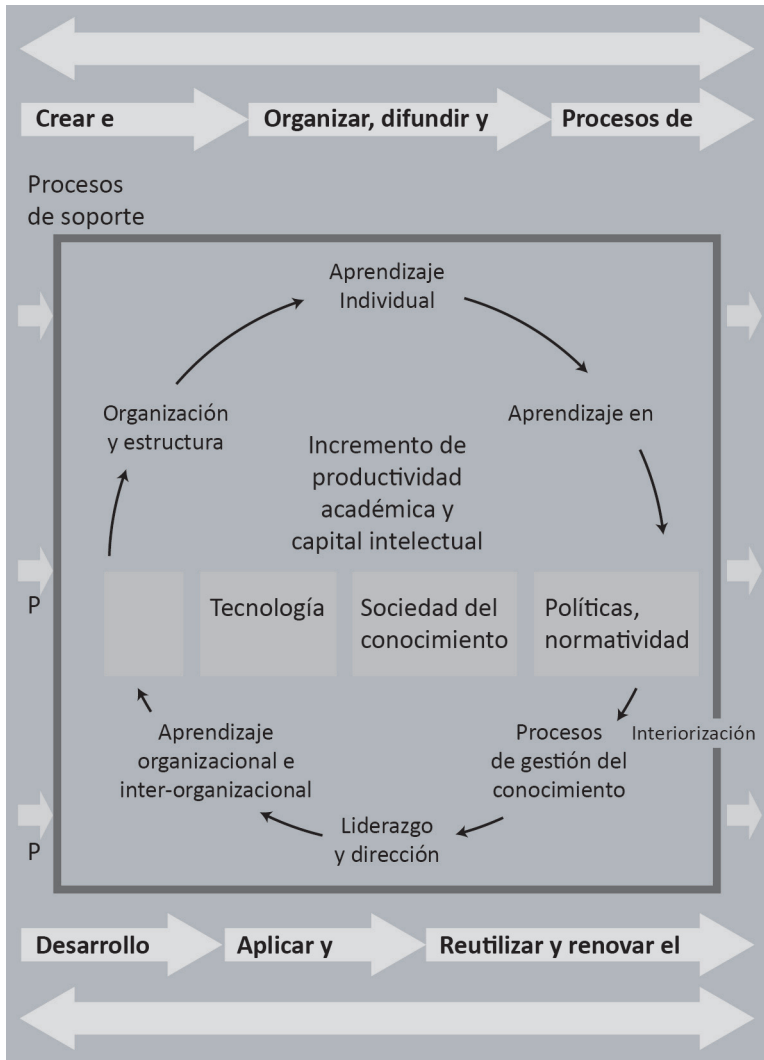 Crear e
Organizar, difundir y
Procesos de
Procesos
de soporte
Aprendizaje
Individual
Organización
y estructura
Aprendizaje en
Incremento de
productividad
académica y
capital intelectual
P
Tecnología
Sociedad del
conocimiento
Políticas,
normatividad
Aprendizaje
organizacional e
inter-organizacional
Procesos
de gestión del
conocimiento
Interiorización
Liderazgo
y dirección
P
Desarrollo
Aplicar y
Reutilizar y renovar el